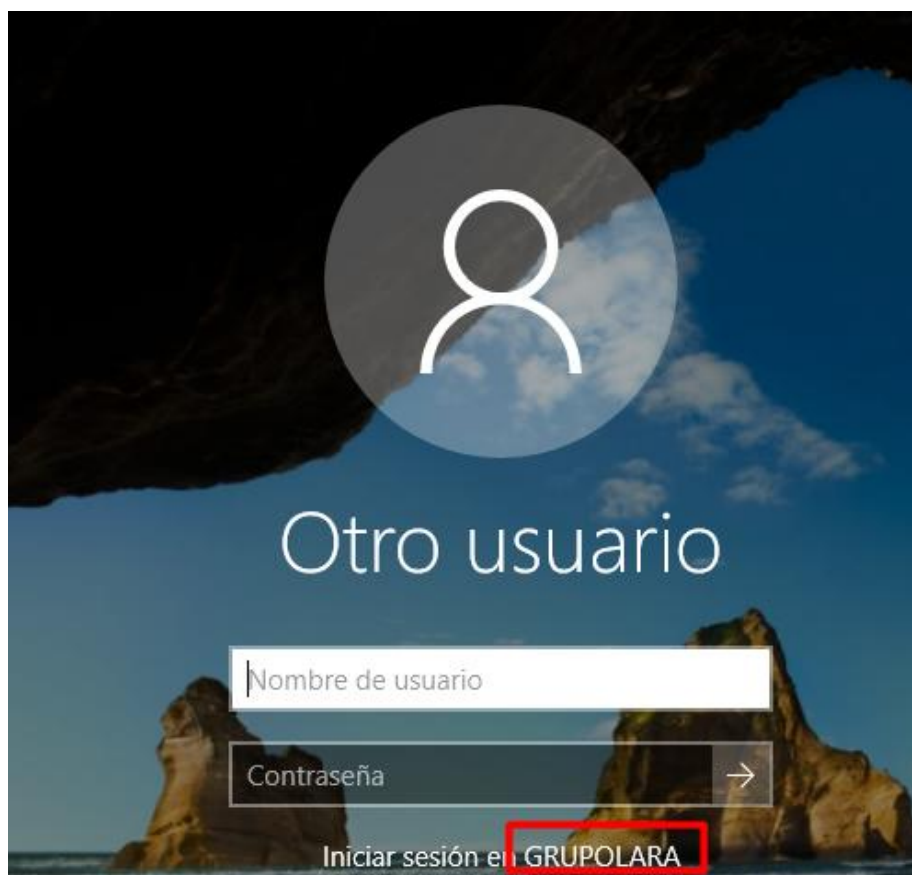 Otro usuario
Nombre de usuario
Contraseña
Iniciar sesión en GRUPOLARA